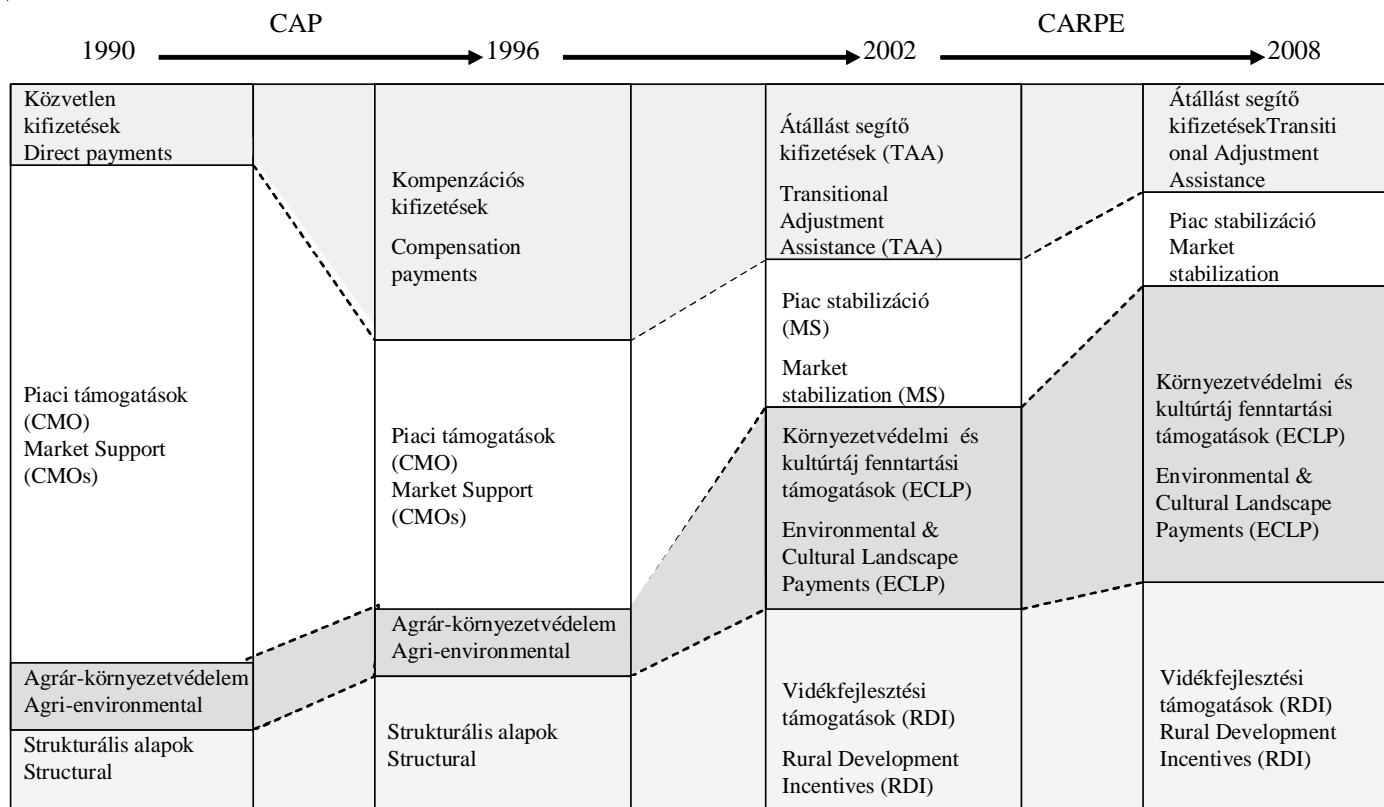 CAP
CARPE
1990
1996
2002
2008
Közvetlen
kifizetések
Direct payments
Piaci támogatások
(CMO)
Market Support
(CMOs)
Agrár-környezetvédelem
Agri-environmental
Strukturális alapok
Structural
Kompenzációs
kifizetések
Compensation
payments
Piaci támogatások
(CMO)
Market Support
(CMOs)
Agrár-környezetvédelem
Agri-environmental
Strukturális alapok
Structural
Átállást segítő
kifizetések (TAA)
Transitional
Adjustment
Assistance (TAA)
Piac stabilizáció
(MS)
Market
stabilization (MS)
Környezetvédelmi és
kultúrtáj fenntartási
támogatások (ECLP)
Environmental &
Cultural Landscape
Payments (ECLP)
Vidékfejlesztési
támogatások (RDI)
Rural Development
Incentives (RDI)
Átállást segítő
kifizetésekTransiti
onal Adjustment
Assistance
Piac stabilizáció
Market
stabilization
Környezetvédelmi és
kultúrtáj fenntartási
támogatások (ECLP)
Environmental &
Cultural Landscape
Payments (ECLP)
Vidékfejlesztési
támogatások (RDI)
Rural Development
Incentives (RDI)